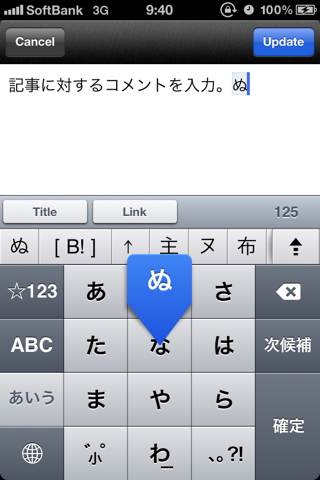 SoftBank 3G 9:40 100%
Cancel Update
記事に対するコメントを入力。ぬ
Title Link 125
ぬ [ B! ] ↑ 主 ヌ 布
☆123 あ ぬ さ
ABC た な は 次候補
あいう ま や ら
゛゜小 わ 、。?! 確定